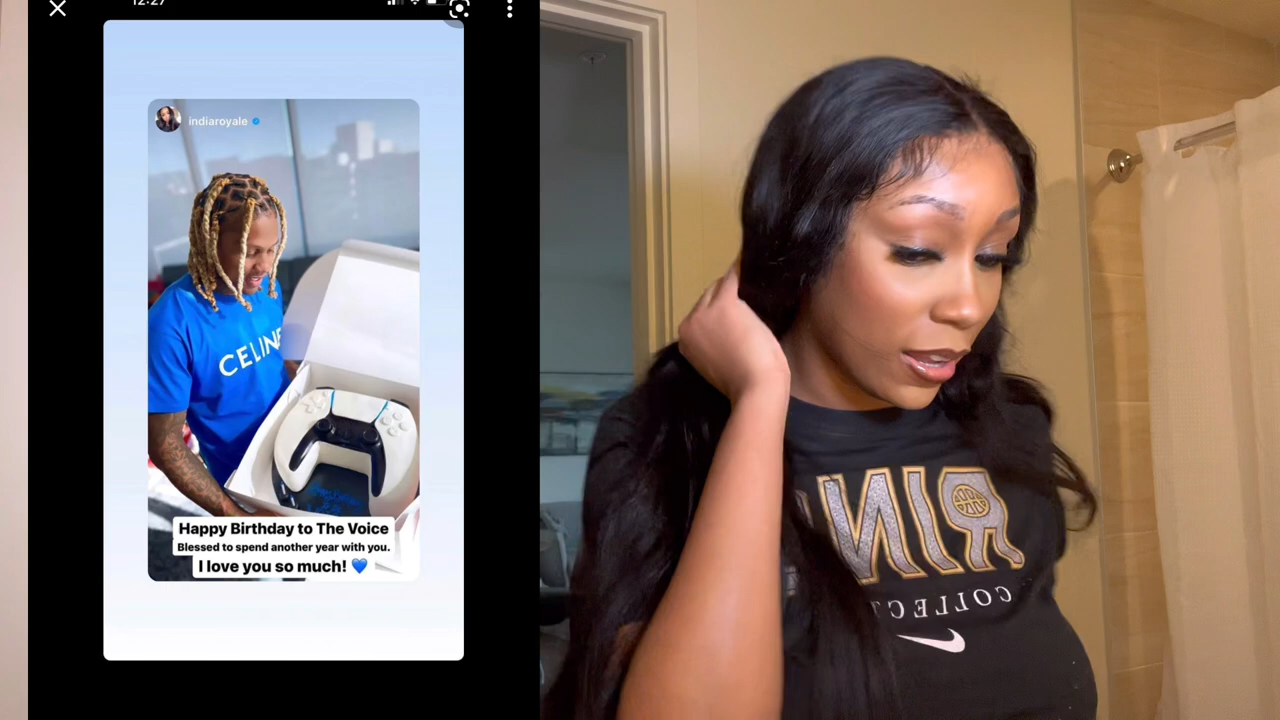 12:27
indiaroyale
CELINE
Happy Birthday to The Voice
Blessed to spend another year with you.
I love you so much! 💙
COLLECT